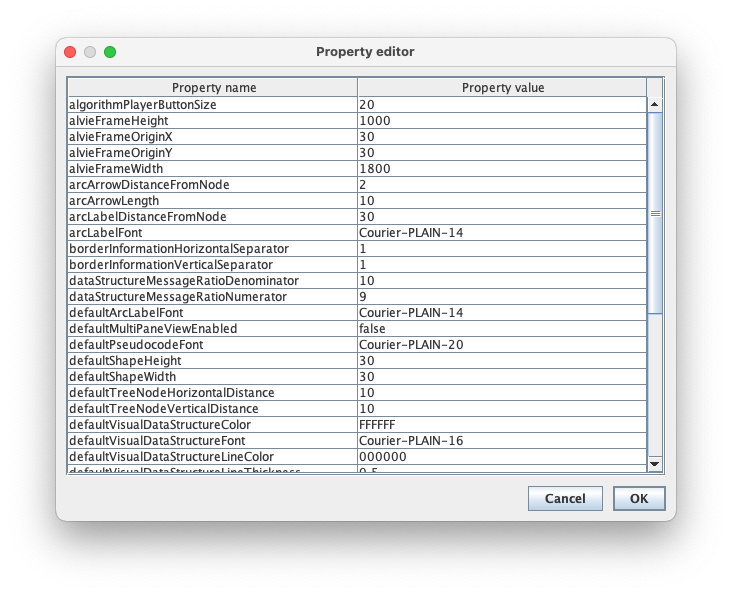 Property editor
Property name Property value
algorithmPlayerButtonSize 20
alvieFrameHeight 1000
alvieFrameOriginX 30
alvieFrameOriginY 30
alvieFrameWidth 1800
arcArrowDistanceFromNode 2
arcArrowLength 10
arcLabelDistanceFromNode 30
arcLabelFont Courier-PLAIN-14
borderInformationHorizontalSeparator 1
borderInformationVerticalSeparator 1
dataStructureMessageRatioDenominator 10
dataStructureMessageRatioNumerator 9
defaultArcLabelFont Courier-PLAIN-14
defaultMultiPaneViewEnabled false
defaultPseudocodeFont Courier-PLAIN-20
defaultShapeHeight 30
defaultShapeWidth 30
defaultTreeNodeHorizontalDistance 10
defaultTreeNodeVerticalDistance 10
defaultVisualDataStructureColor FFFFFF
defaultVisualDataStructureFont Courier-PLAIN-16
defaultVisualDataStructureLineColor 000000
defaultVisualDataStructureLineThickness 0.5
Cancel OK